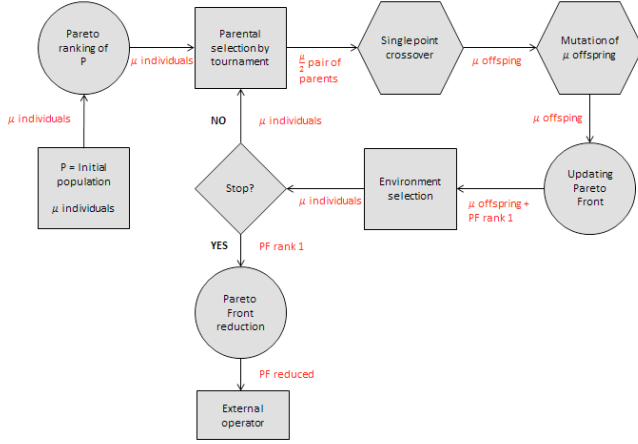 Pareto
ranking of
P
μ individuals
Parental
selection by
tournament
μ/2 pair of
parents
Single point
crossover
μ offsping
Mutation of
μ offspring
μ individuals
NO
μ individuals
μ offsping
P = Initial
population
μ individuals
Stop?
μ individuals
Environment
selection
μ offspring +
PF rank 1
Updating
Pareto
Front
YES
PF rank 1
Pareto
Front
reduction
PF reduced
External
operator